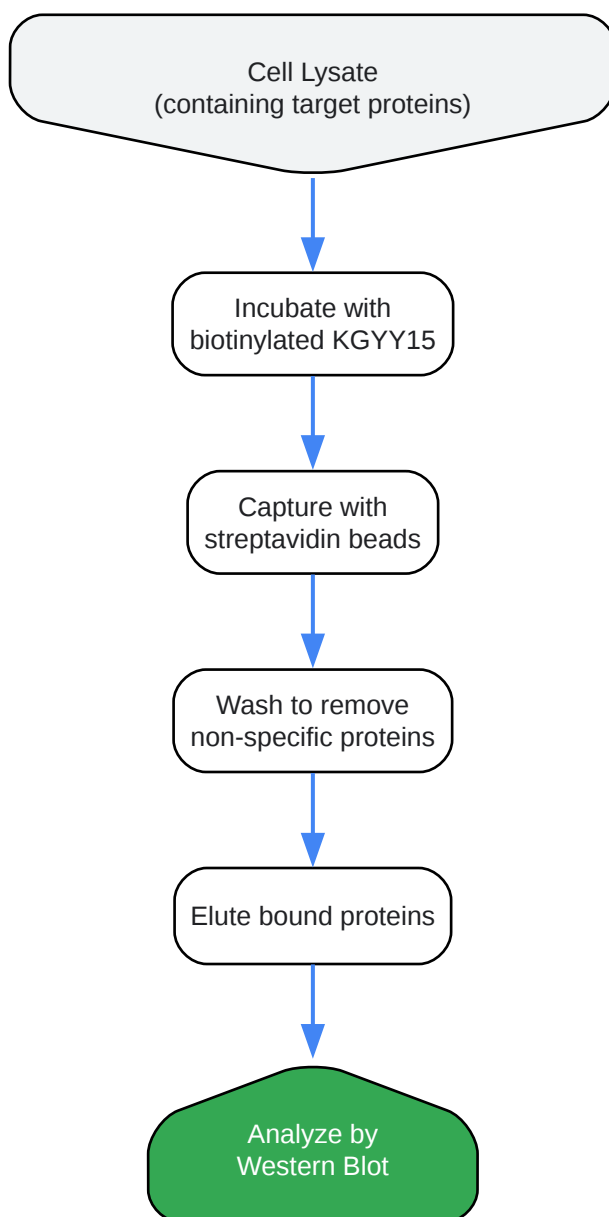 Cell Lysate
(containing target proteins)
Incubate with
biotinylated KGYY15
Capture with
streptavidin beads
Wash to remove
non-specific proteins
Elute bound proteins
Analyze by
Western Blot